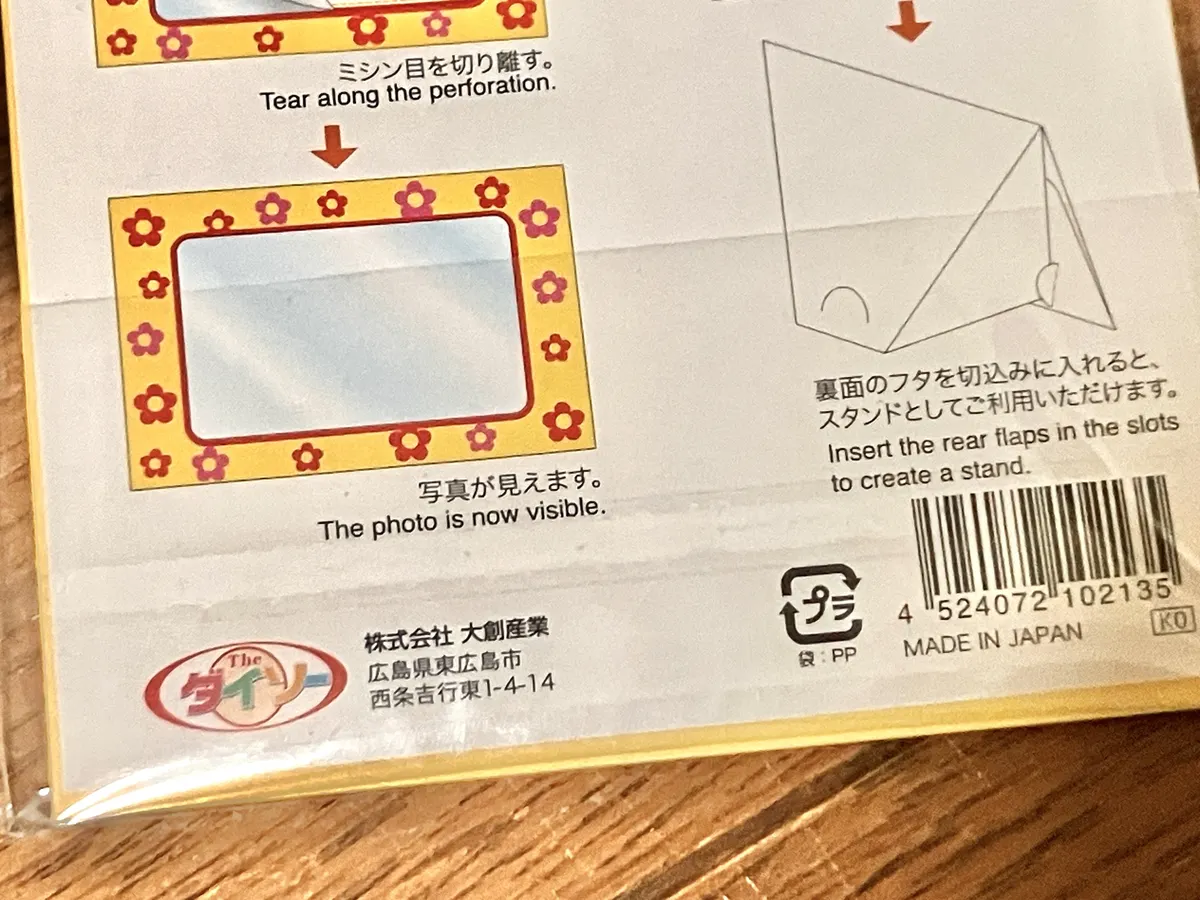 ミシン目を切り離す。
Tear along the perforation.
写真が見えます。
The photo is now visible.
裏面のフタを切込みに入れると、
スタンドとしてご利用いただけます。
Insert the rear flaps in the slots
to create a stand.
The
ダイソー
株式会社 大創産業
広島県東広島市
西条吉行東1-4-14
プラ
袋:PP
4 524072 102135
MADE IN JAPAN
KO